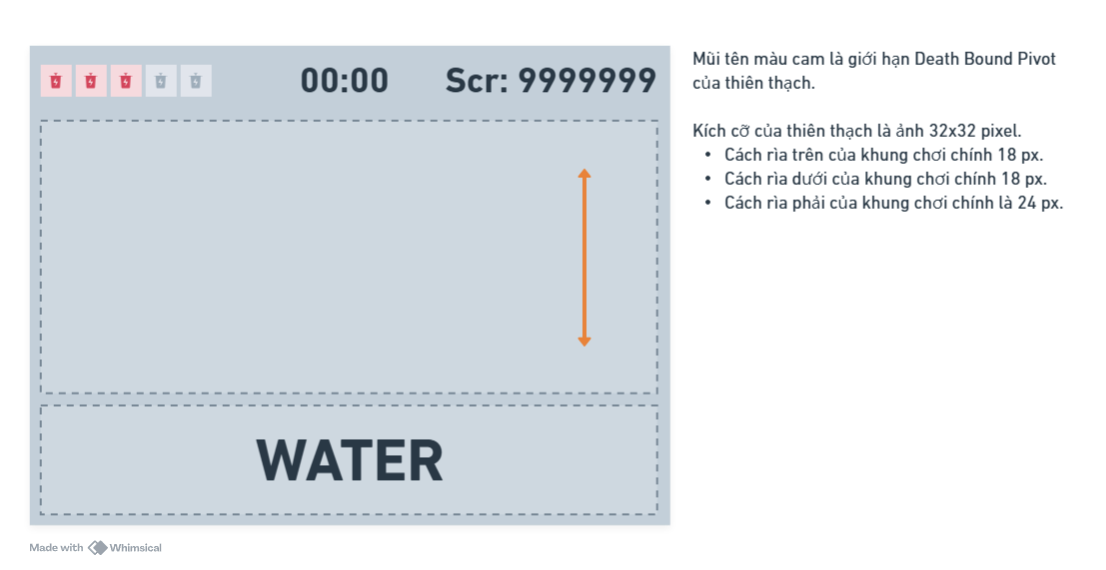 00:00
Scr: 9999999
WATER
Mũi tên màu cam là giới hạn Death Bound Pivot
của thiên thạch.
Kích cỡ của thiên thạch là ảnh 32x32 pixel.
• Cách rìa trên của khung chơi chính 18 px.
• Cách rìa dưới của khung chơi chính 18 px.
• Cách rìa phải của khung chơi chính là 24 px.
Made with Whimsical